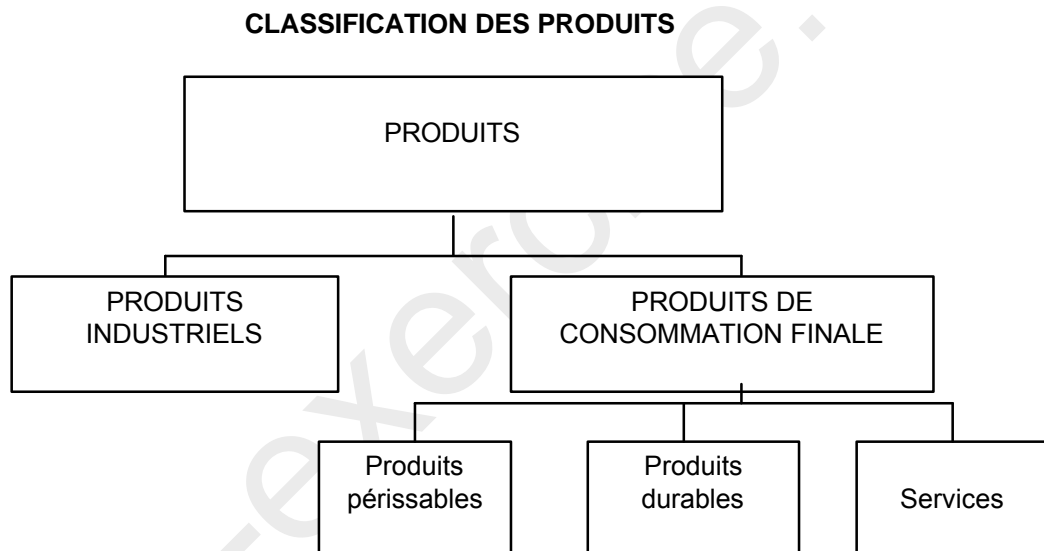 CLASSIFICATION DES PRODUITS
PRODUITS
PRODUITS
INDUSTRIELS
PRODUITS DE
CONSOMMATION FINALE
Produits
périssables
Produits
durables
Services